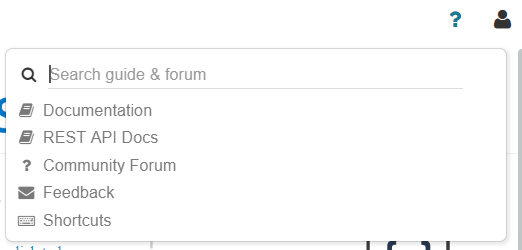 ?
Search guide & forum
Documentation
REST API Docs
? Community Forum
Feedback
Shortcuts